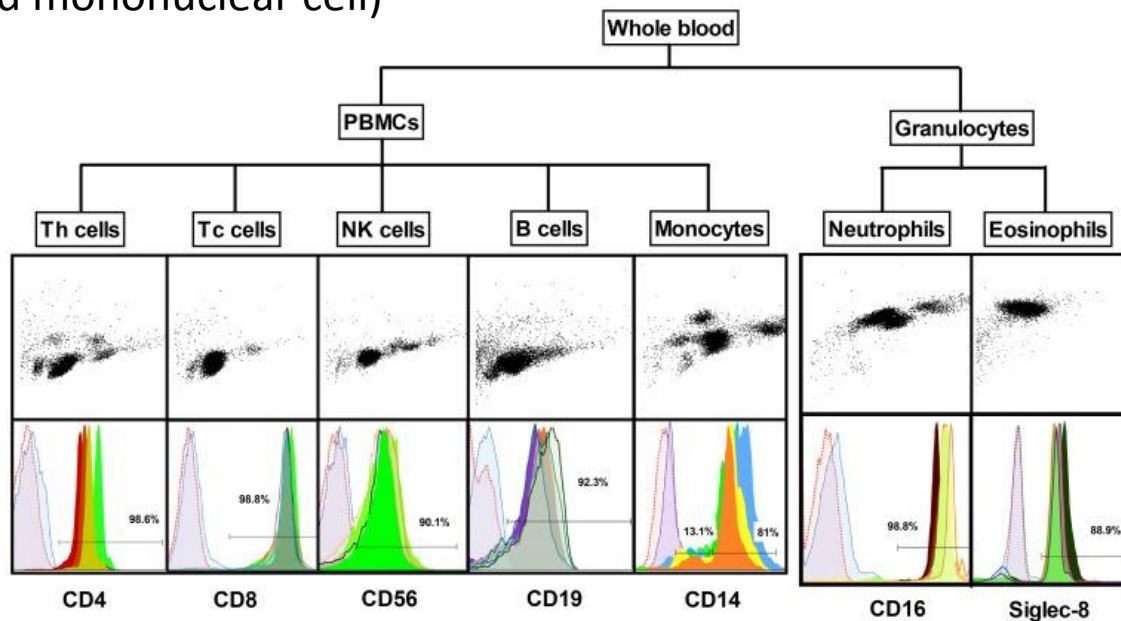 d mononuclear cell)
Whole blood
PBMCs
Granulocytes
Th cells
Tc cells
NK cells
B cells
Monocytes
Neutrophils
Eosinophils
98.6%
98.8%
90.1%
92.3%
13.1%
81%
98.8%
88.9%
CD4
CD8
CD56
CD19
CD14
CD16
Siglec-8